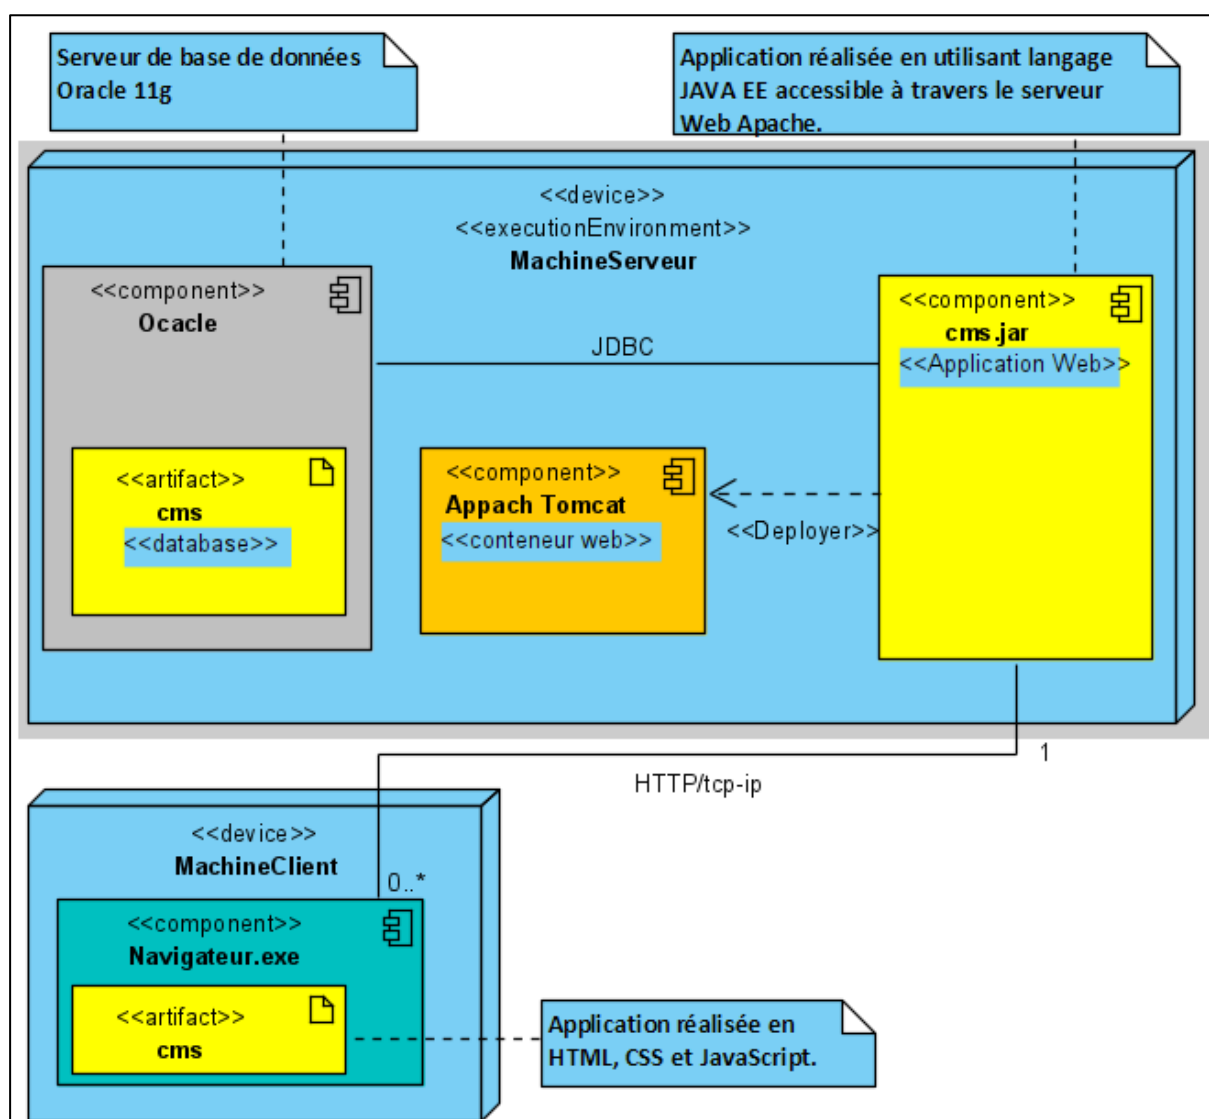 Serveur de base de données
Oracle 11g
Application réalisée en utilisant langage
JAVA EE accessible à travers le serveur
Web Apache.
<<device>>
<<executionEnvironment>>
MachineServeur
<<component>>
Ocacle
<<component>>
cms.jar
<<Application Web>>
JDBC
<<artifact>>
cms
<<database>>
<<component>>
Appach Tomcat
<<conteneur web>>
<<Deployer>>
1
HTTP/tcp-ip
<<device>>
MachineClient
0..*
<<component>>
Navigateur.exe
<<artifact>>
cms
Application réalisée en
HTML, CSS et JavaScript.